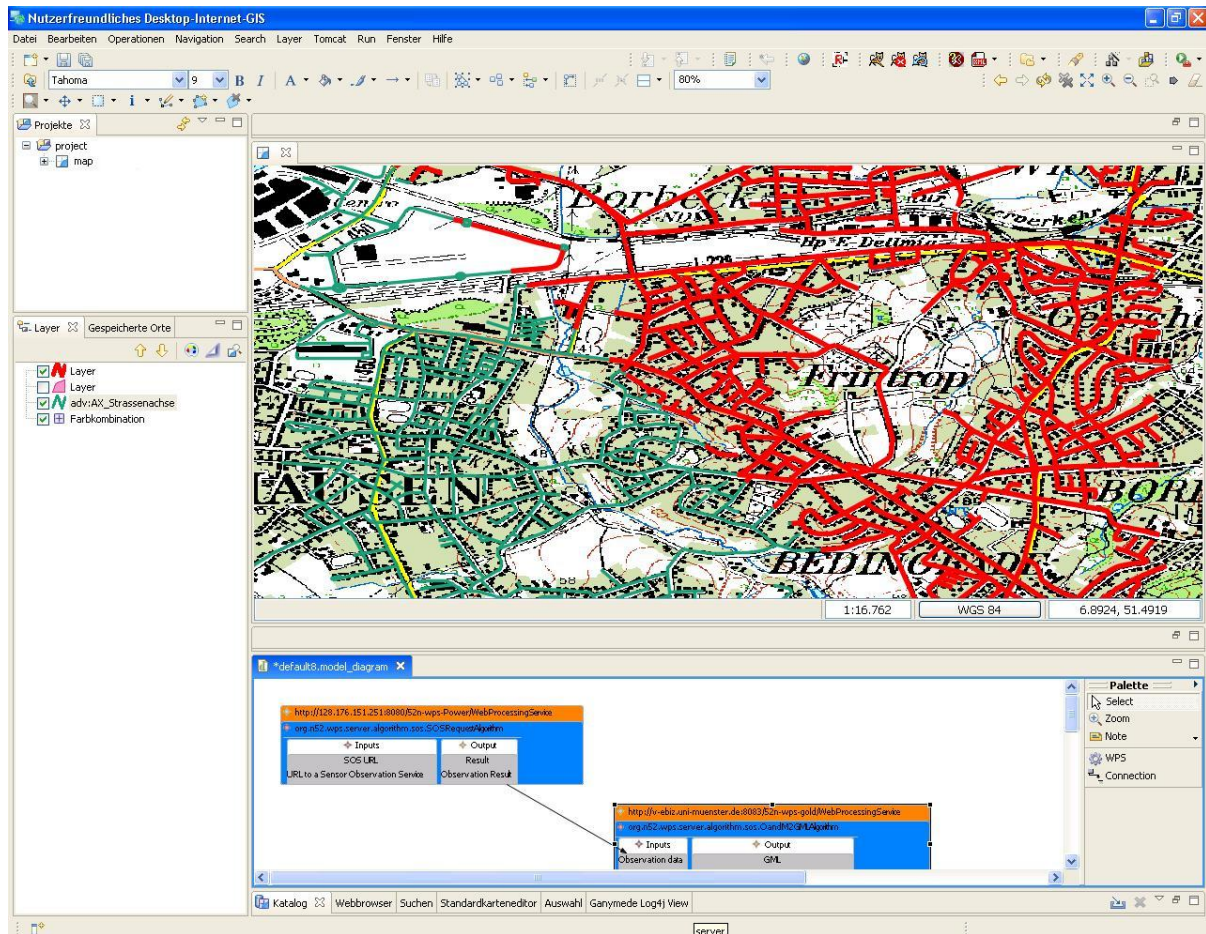 Nutzerfreundliches Desktop-Internet-GIS
Datei Bearbeiten Operationen Navigation Search Layer Tomcat Run Fenster Hilfe
Tahoma 9 B I A 80%
Projekte
project
map
Layer Gespeicherte Orte
Layer
Layer
adv:AX_Strassenachse
Farbkombination
Borbeck
Hp
L 229
450
Frintrop
BEDINGRADE
58
1:16.762 WGS 84 6.8924, 51.4919
*default8.model_diagram
Palette
Select
Zoom
Note
WPS
Connection
http://128.176.151.251:8080/52n-wps-Power/WebProcessingService
org.n52.wps.server.algorithm.sos.SOSRequestAlgorithm
Inputs Output
SOS URL Result
URL to a Sensor Observation Service Observation Result
http://v-ebiz.uni-muenster.de:8083/52n-wps-gold/WebProcessingService
org.n52.wps.server.algorithm.sos.OandM2GMLAlgorithm
Inputs Output
Observation data GML
Katalog Webbrowser Suchen Standardkarteneditor Auswahl Ganymede Log4j View
server